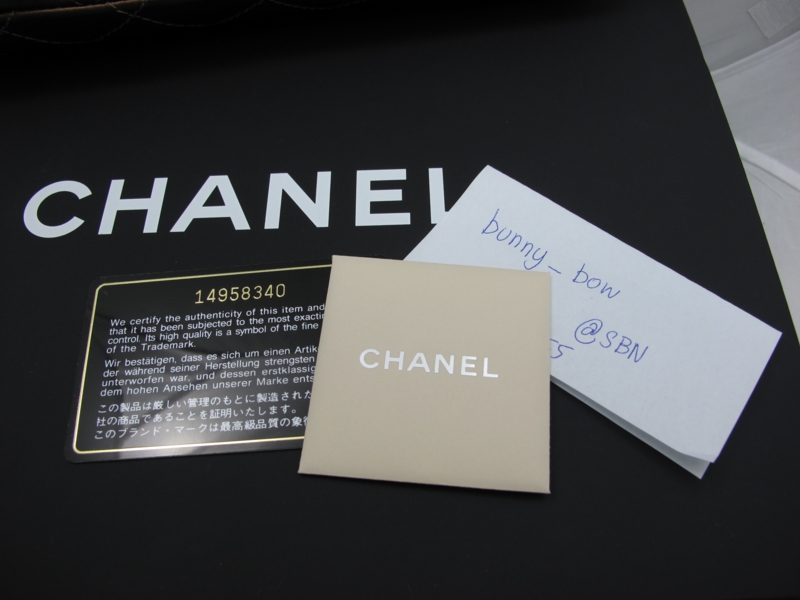 CHANEL
14958340
We certify the authenticity of this item and
that it has been subjected to the most exactin
control. Its high quality is a symbol of the fine
of the Trademark.
Wir bestätigen, dass es sich um einen Artike
der während seiner Herstellung strengsten
unterworfen war, und dessen erstklassig
dem hohen Ansehen unserer Marke ents
この製品は厳しい管理のもとに製造された
社の商品であることを証明いたします。
このブランド・マークは最高品質の象徴
CHANEL
bunny_bow
@SBN